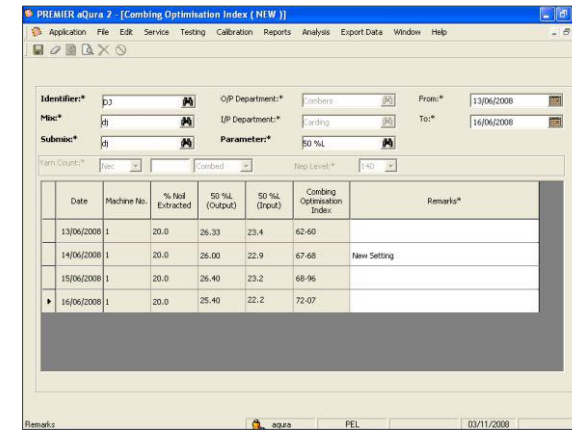 PREMIER aQura 2 - [Combing Optimisation Index ( NEW )]
Application File Edit Service Testing Calibration Reports Analysis Export Data Window Help
Identifier:* D3 O/P Department:* Combers From:* 13/06/2008
Mix:* dj I/P Department:* Carding To:* 16/06/2008
Submix:* dj Parameter:* 50 %L
Yarn Count:* Nec Combed Nep Level:* 140
Date Machine No. % Noil Extracted 50 %L (Output) 50 %L (Input) Combing Optimisation Index Remarks*
13/06/2008 1 20.0 26.33 23.4 62-60
14/06/2008 1 20.0 26.00 22.9 67-68 New Setting
15/06/2008 1 20.0 26.40 23.2 68-96
16/06/2008 1 20.0 25.40 22.2 72-07
Remarks aqura PEL 03/11/2008